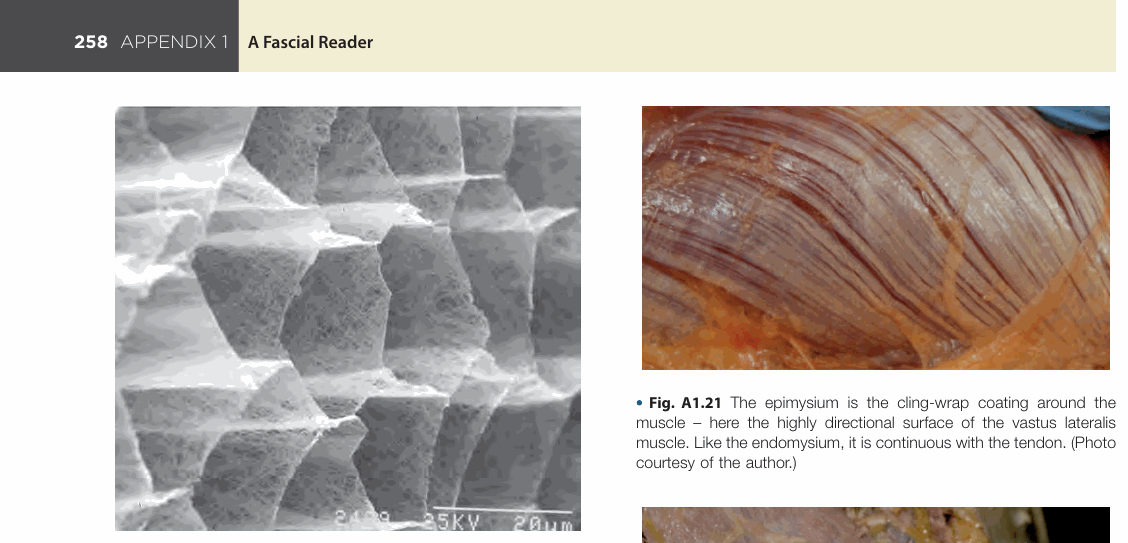 258 APPENDIX 1 A Fascial Reader
2429 25KV 20µm
• Fig. A1.21 The epimysium is the cling-wrap coating around the
muscle – here the highly directional surface of the vastus lateralis
muscle. Like the endomysium, it is continuous with the tendon. (Photo
courtesy of the author.)